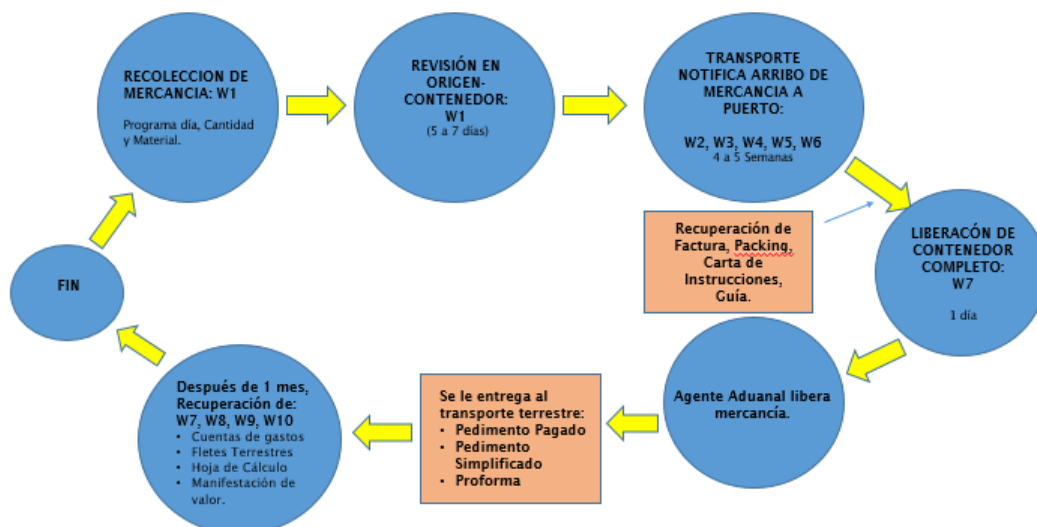 RECOLECCION DE
MERCANCIA: W1
Programa día, Cantidad
y Material.
REVISIÓN EN
ORIGEN-
CONTENEDOR:
W1
(5 a 7 días)
TRANSPORTE
NOTIFICA ARRIBO DE
MERCANCIA A
PUERTO:
W2, W3, W4, W5, W6
4 a 5 Semanas
Recuperación de
Factura, Packing,
Carta de
Instrucciones,
Guía.
LIBERACÓN DE
CONTENEDOR
COMPLETO:
W7
1 día
Agente Aduanal libera
mercancía.
Se le entrega al
transporte terrestre:
• Pedimento Pagado
• Pedimento
Simplificado
• Proforma
Después de 1 mes,
Recuperación de:
W7, W8, W9, W10
• Cuentas de gastos
• Fletes Terrestres
• Hoja de Cálculo
• Manifestación de
valor.
FIN